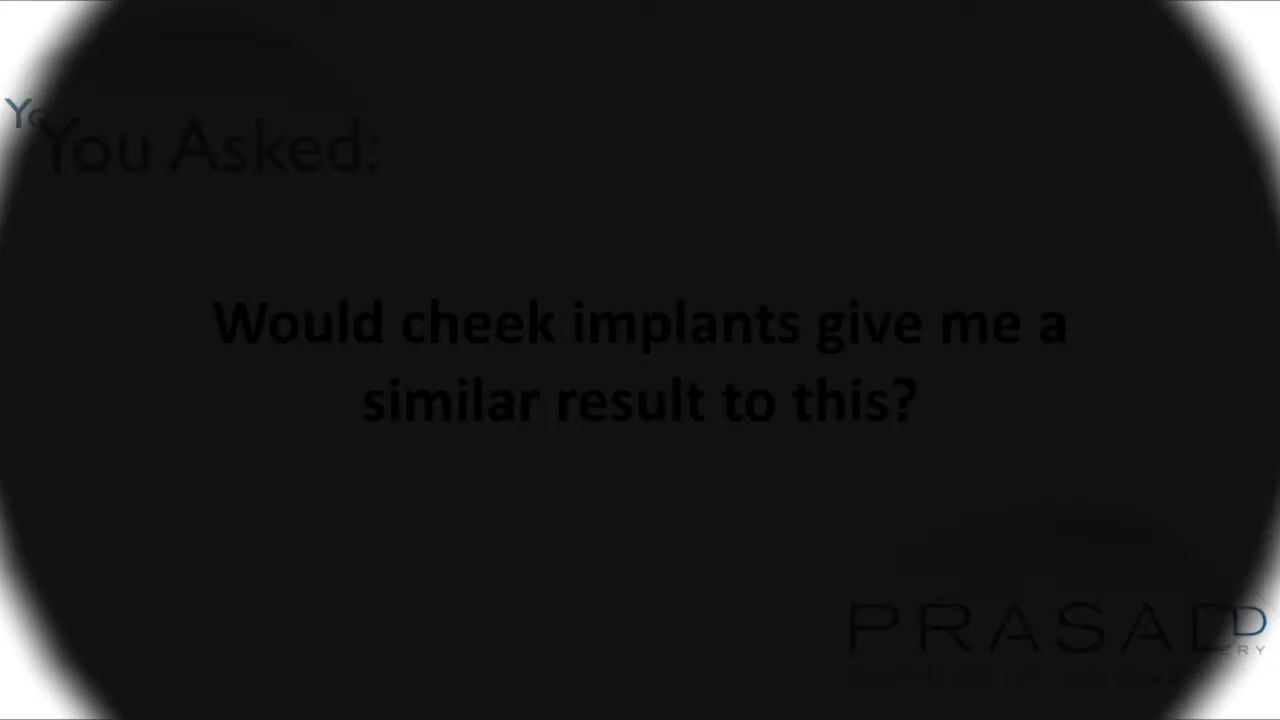 You Asked:
Would cheek implants give me a
similar result to this?
PRASAD